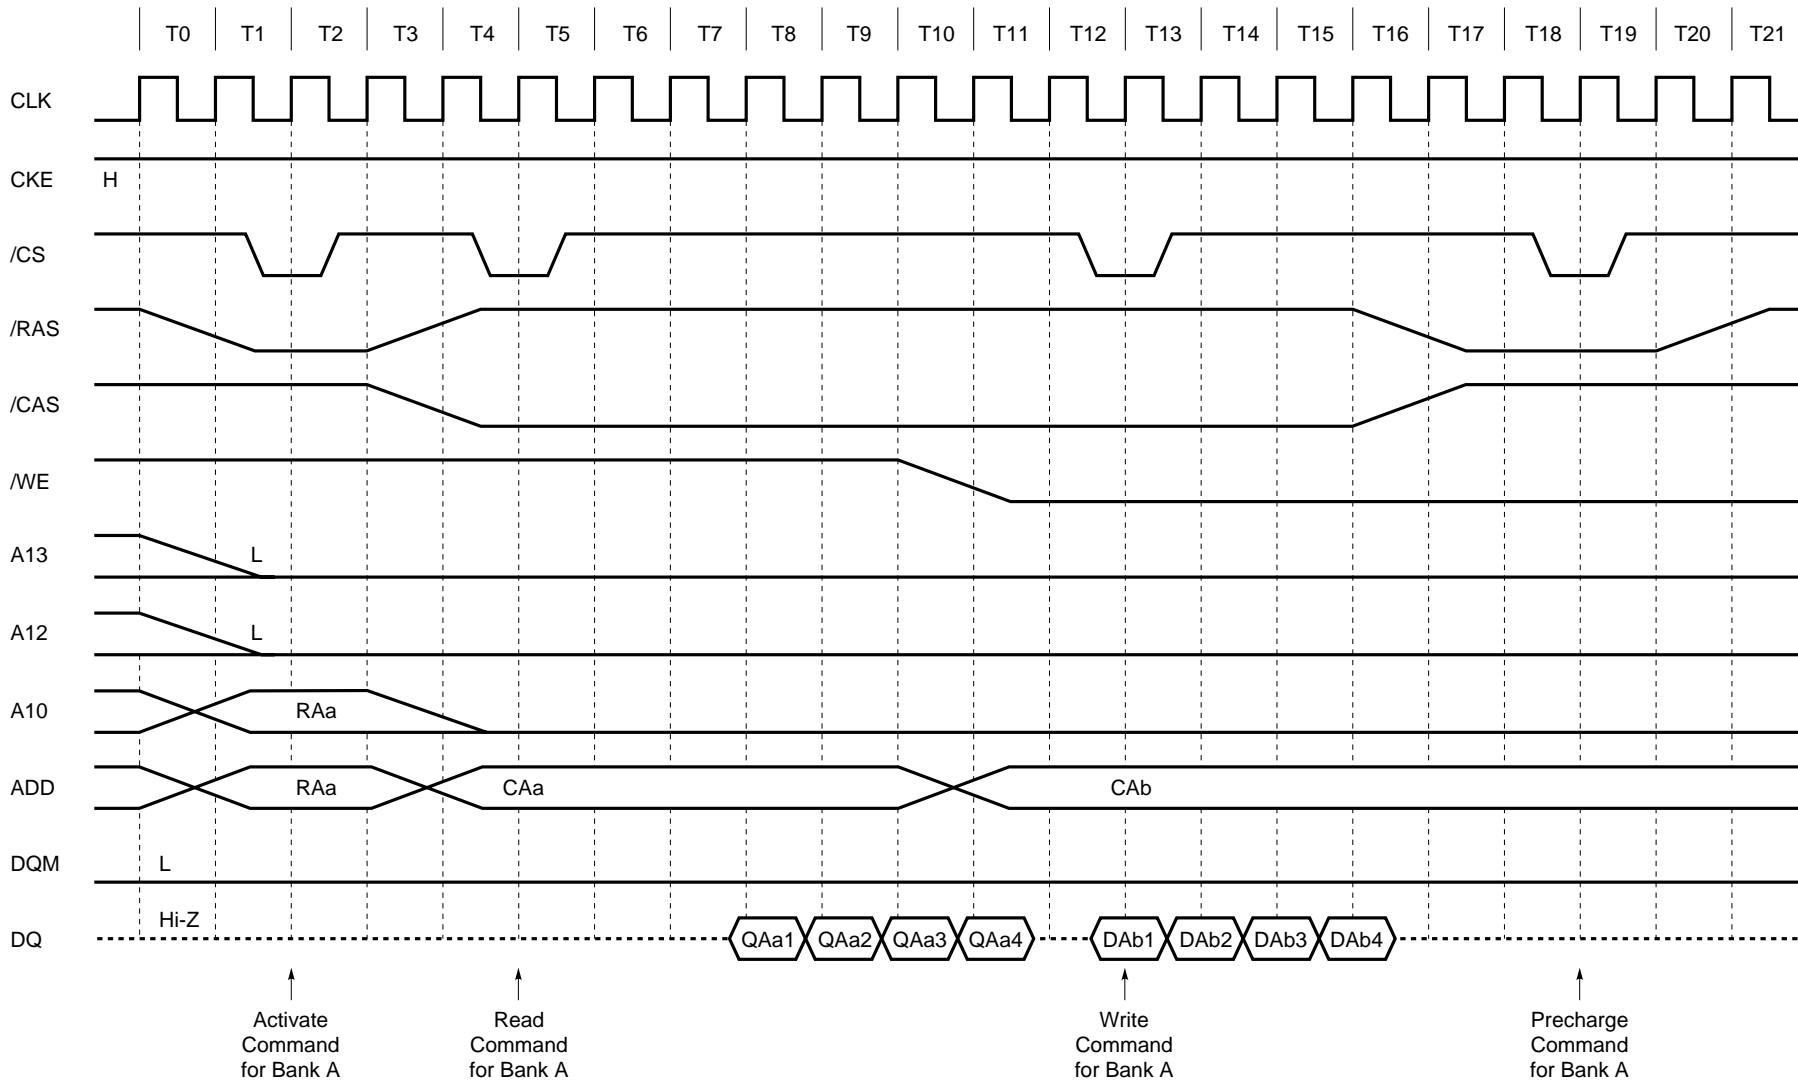 T0 T1 T2 T3 T4 T5 T6 T7 T8 T9 T10 T11 T12 T13 T14 T15 T16 T17 T18 T19 T20 T21
CLK
CKE H
/CS
/RAS
/CAS
/WE
A13 L
A12 L
A10 RAa
ADD RAa CAa CAb
DQM L
Hi-Z
DQ QAa1 QAa2 QAa3 QAa4 DAb1 DAb2 DAb3 DAb4
Activate
Command
for Bank A
Read
Command
for Bank A
Write
Command
for Bank A
Precharge
Command
for Bank A